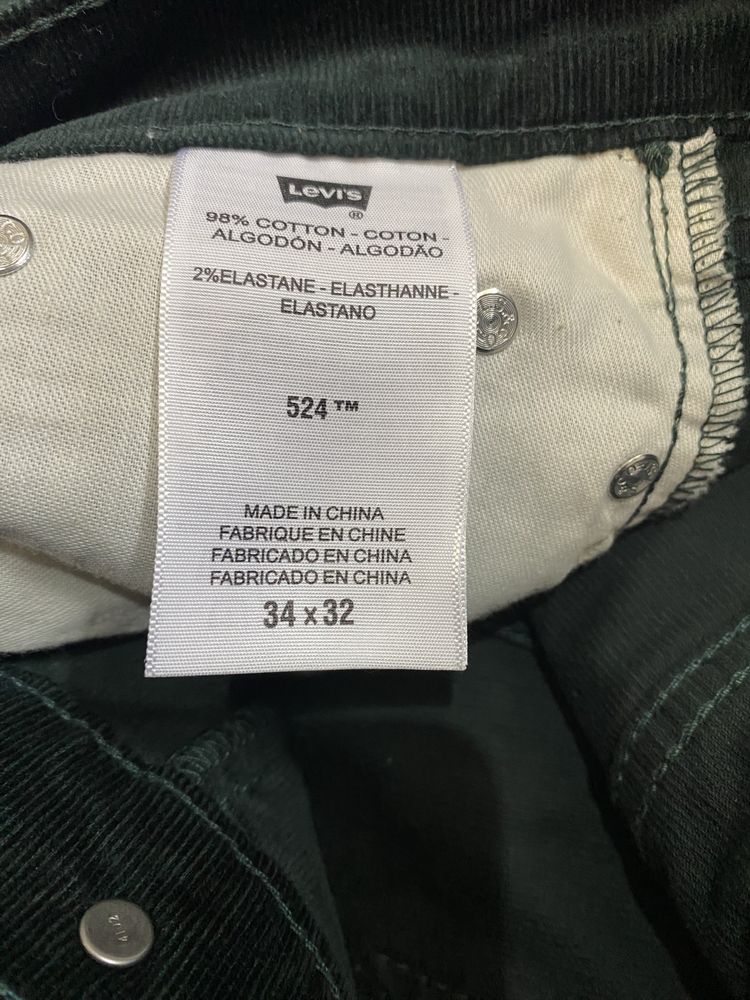 LEVI'S
®
98% COTTON - COTON -
ALGODÓN - ALGODÃO
2%ELASTANE - ELASTHANNE -
ELASTANO
524™
MADE IN CHINA
FABRIQUE EN CHINE
FABRICADO EN CHINA
FABRICADO EN CHINA
34 x 32